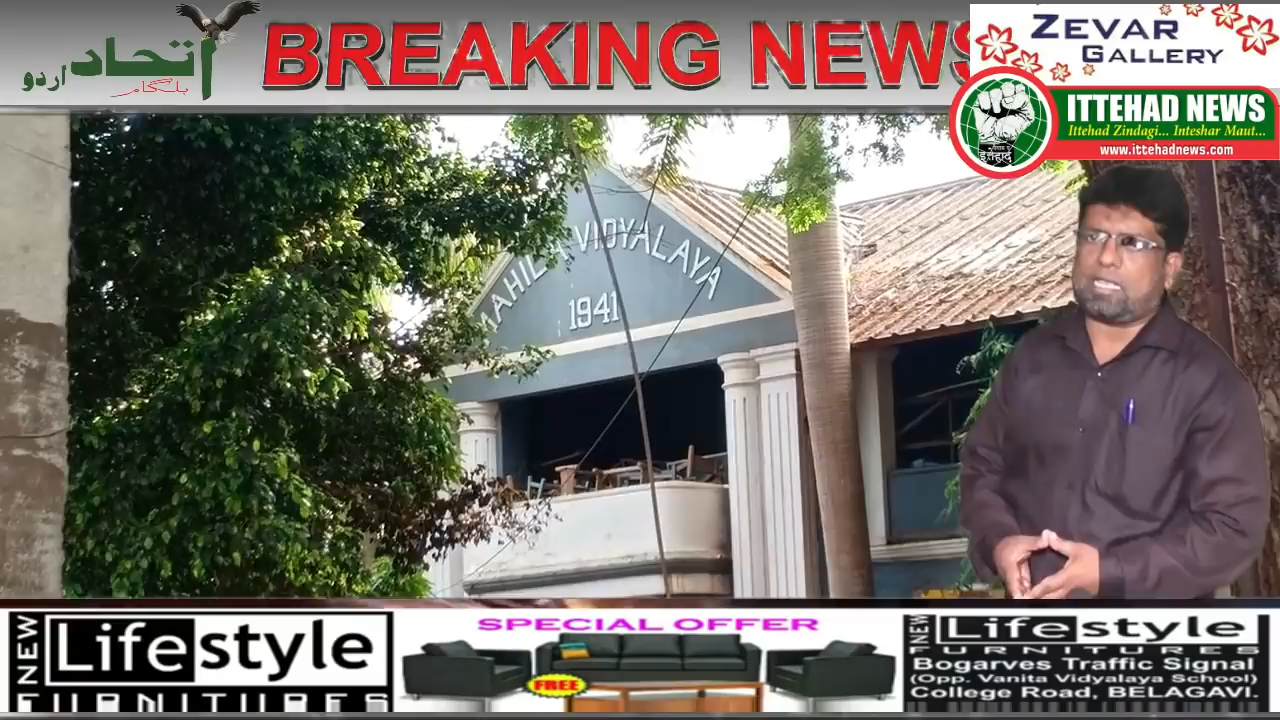 اتحاد اردو
بلگام
BREAKING NEWS
ZEVAR
GALLERY
ITTEHAD NEWS
Ittehad Zindagi... Inteshar Maut...
www.ittehadnews.com
इत्तेहाद
MAHILA VIDYALAYA
1941
NEW
Lifestyle
FURNITURES
SPECIAL OFFER
FREE
NEW
Lifestyle
FURNITURES
Bogarves Traffic Signal
(Opp. Vanita Vidyalaya School)
College Road, BELAGAVI.